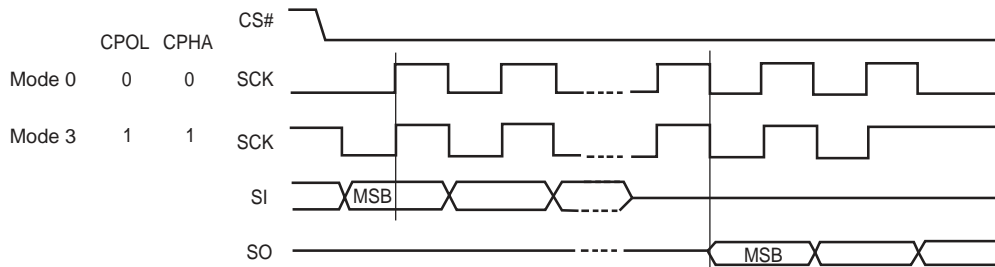 CS#
CPOL CPHA
Mode 0 0 0 SCK
Mode 3 1 1 SCK
SI MSB
SO MSB